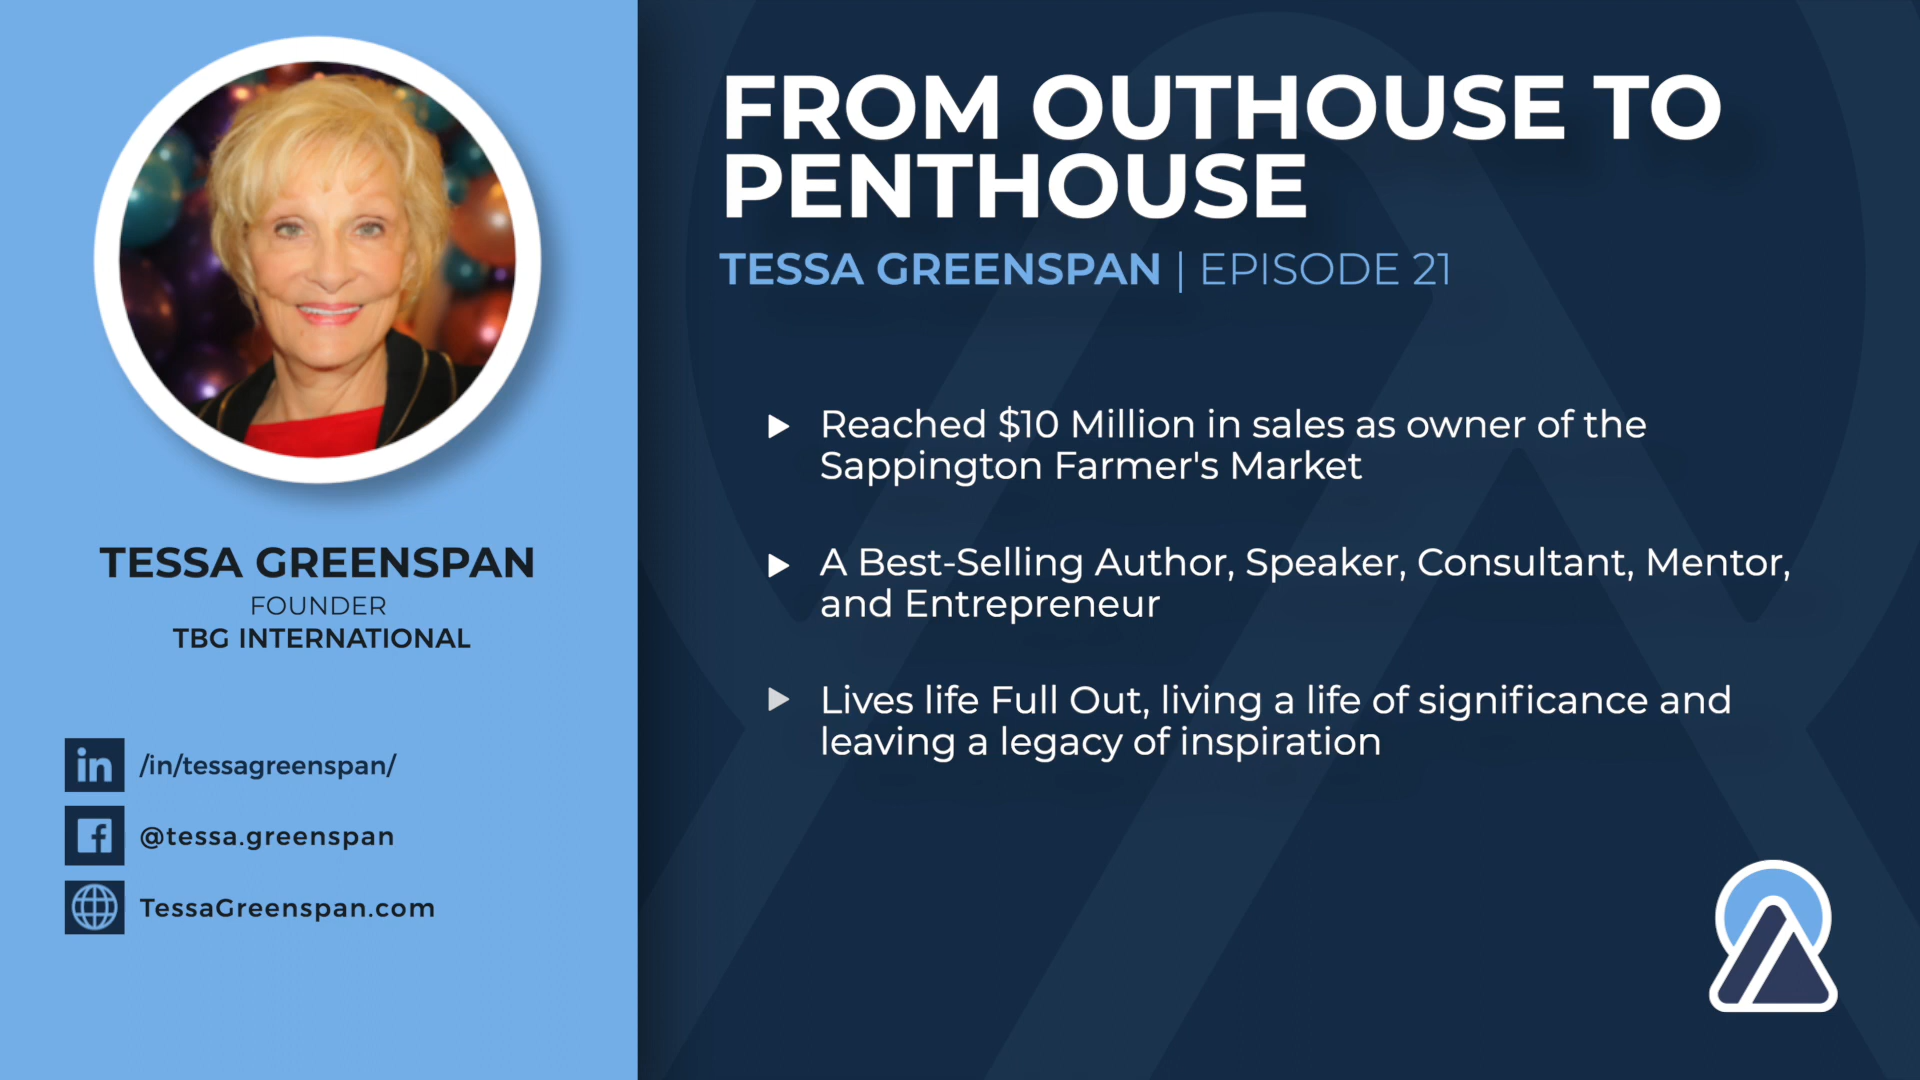 FROM OUTHOUSE TO
PENTHOUSE
TESSA GREENSPAN | EPISODE 21
Reached $10 Million in sales as owner of the
Sappington Farmer's Market
A Best-Selling Author, Speaker, Consultant, Mentor,
and Entrepreneur
Lives life Full Out, living a life of significance and
leaving a legacy of inspiration
TESSA GREENSPAN
FOUNDER
TBG INTERNATIONAL
in /in/tessagreenspan/
f @tessa.greenspan
TessaGreenspan.com